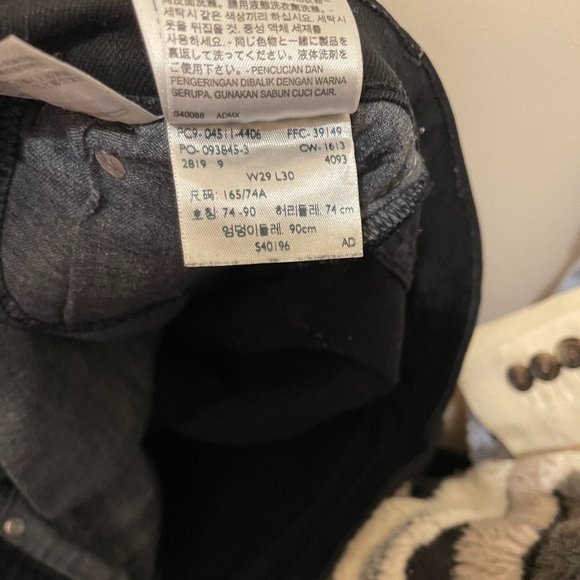 시 같은 색상끼리 하십시오. 세탁시
옷을 뒤집을 것. 중성 액체 세제를
사용하세요. - 同じ色物と一緒に製品を
裏返して洗ってください。液体洗剤を
ご使用下さい。- PENCUCIAN DAN
PENGERINGAN DIBALIK DENGAN WARNA
SERUPA. GUNAKAN SABUN CUCI CAIR.
S40088 ADMX
PC9-04511-4406 FFC-39149
PO-093845-3 CW-1613
2819 9 4093
W29 L30
尺码: 165/74A
호칭: 74-90 허리둘레: 74 cm
엉덩이둘레: 90cm
S40196 AD